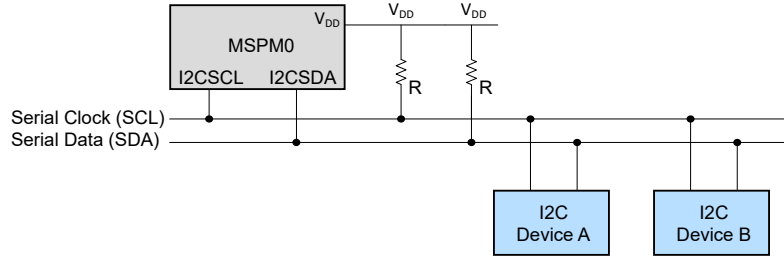 V_DD V_DD V_DD
MSPM0
I2CSCL I2CSDA
R R
Serial Clock (SCL)
Serial Data (SDA)
I2C I2C
Device A Device B